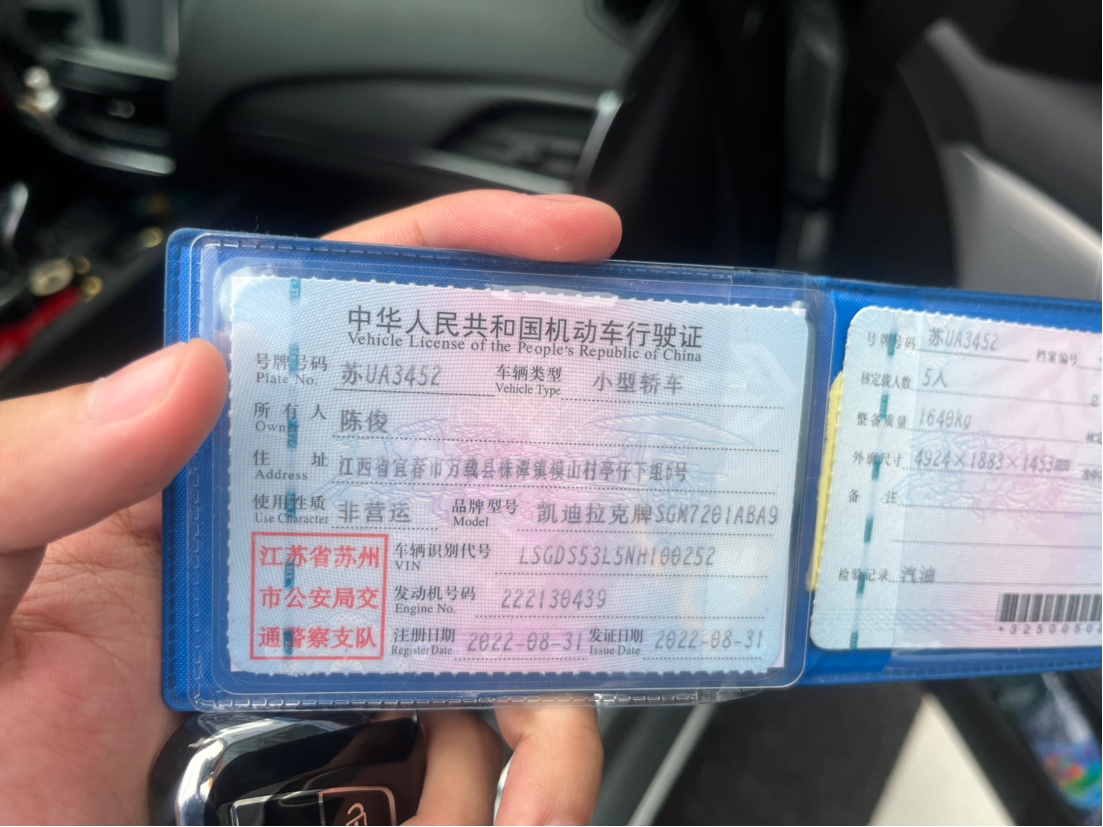 中华人民共和国机动车行驶证
Vehicle License of the People's Republic of China
号牌号码 苏UA3452 车辆类型 小型轿车
Plate No. Vehicle Type
所有人 陈俊
Owner
住址 江西省宜春市万载县株潭镇模山村亭仔下组6号
Address
使用性质 非营运 品牌型号 凯迪拉克牌SGM7201ABA9
Use Character Model
江苏省苏州
市公安局交
通警察支队
车辆识别代号 LSGDS53L5NH100252
VIN
发动机号码 222130439
Engine No.
注册日期 2022-08-31 发证日期 2022-08-31
Register Date Issue Date
号牌号码 苏UA3452 档案编号
核定载人数 5人 总
整备质量 1640kg 核定
外廓尺寸 4924×1883×1453mm
备注
检验记录 汽油
*3250050